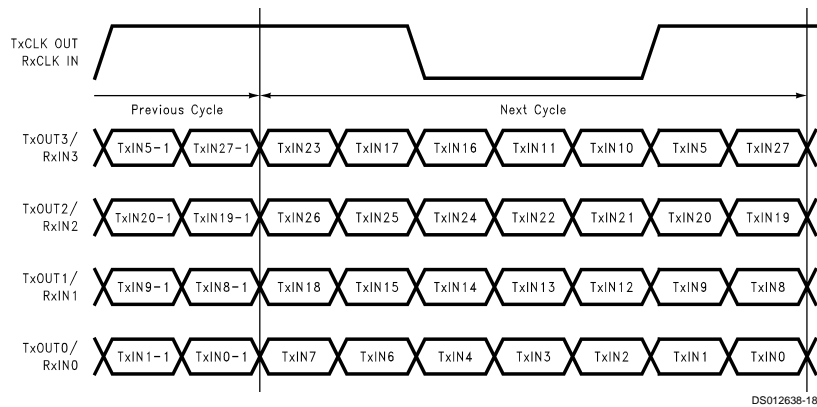 TxCLK OUT
RxCLK IN
Previous Cycle
Next Cycle
TxOUT3/
RxIN3
TxIN5-1 TxIN27-1 TxIN23 TxIN17 TxIN16 TxIN11 TxIN10 TxIN5 TxIN27
TxOUT2/
RxIN2
TxIN20-1 TxIN19-1 TxIN26 TxIN25 TxIN24 TxIN22 TxIN21 TxIN20 TxIN19
TxOUT1/
RxIN1
TxIN9-1 TxIN8-1 TxIN18 TxIN15 TxIN14 TxIN13 TxIN12 TxIN9 TxIN8
TxOUT0/
RxIN0
TxIN1-1 TxIN0-1 TxIN7 TxIN6 TxIN4 TxIN3 TxIN2 TxIN1 TxIN0
DS012638-18